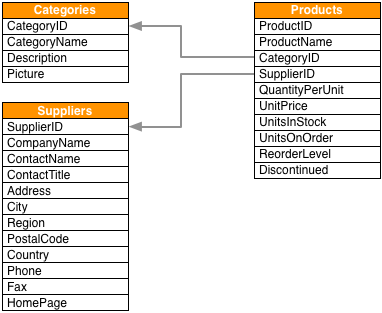 Categories
CategoryID
CategoryName
Description
Picture
Suppliers
SupplierID
CompanyName
ContactName
ContactTitle
Address
City
Region
PostalCode
Country
Phone
Fax
HomePage
Products
ProductID
ProductName
CategoryID
SupplierID
QuantityPerUnit
UnitPrice
UnitsInStock
UnitsOnOrder
ReorderLevel
Discontinued